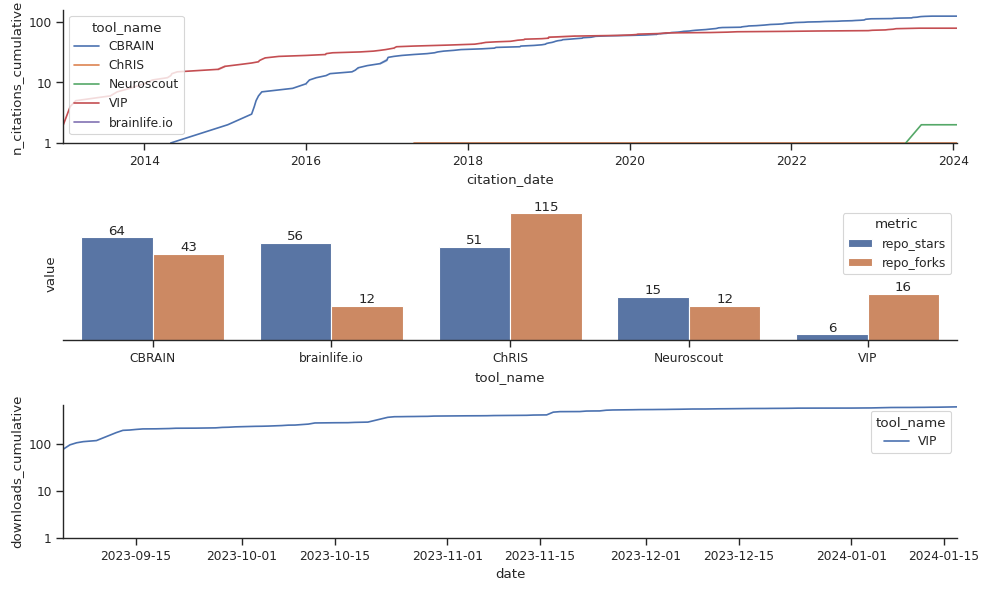 n_citations_cumulative
100
10
1
tool_name
CBRAIN
ChRIS
Neuroscout
VIP
brainlife.io
2014 2016 2018 2020 2022 2024
citation_date
value
64 43 56 12 51 115 15 12 6 16
metric
repo_stars
repo_forks
CBRAIN brainlife.io ChRIS Neuroscout VIP
tool_name
downloads_cumulative
100
10
1
tool_name
VIP
2023-09-15 2023-10-01 2023-10-15 2023-11-01 2023-11-15 2023-12-01 2023-12-15 2024-01-01 2024-01-15
date